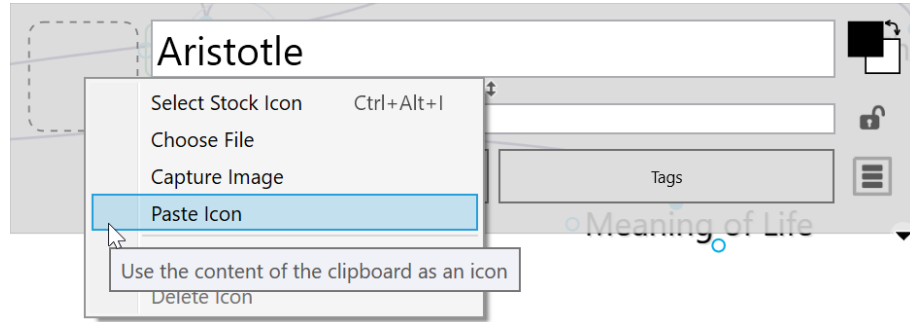 Aristotle
Select Stock Icon Ctrl+Alt+I
Choose File
Capture Image
Paste Icon
Tags
Meaning of Life
Use the content of the clipboard as an icon
Delete Icon